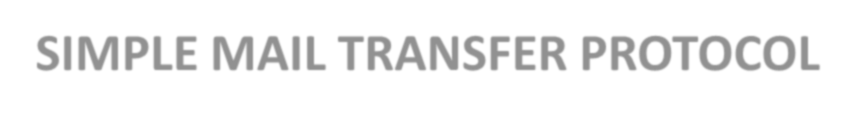 SIMPLE MAIL TRANSFER PROTOCOL